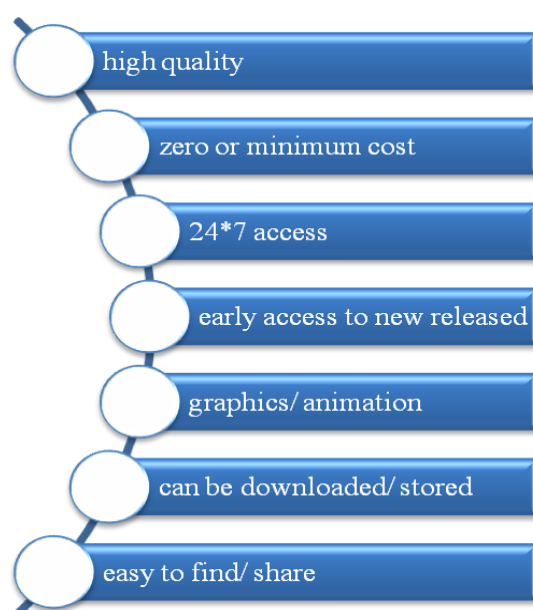 high quality
zero or minimum cost
24*7 access
early access to new released
graphics/ animation
can be downloaded/ stored
easy to find/ share